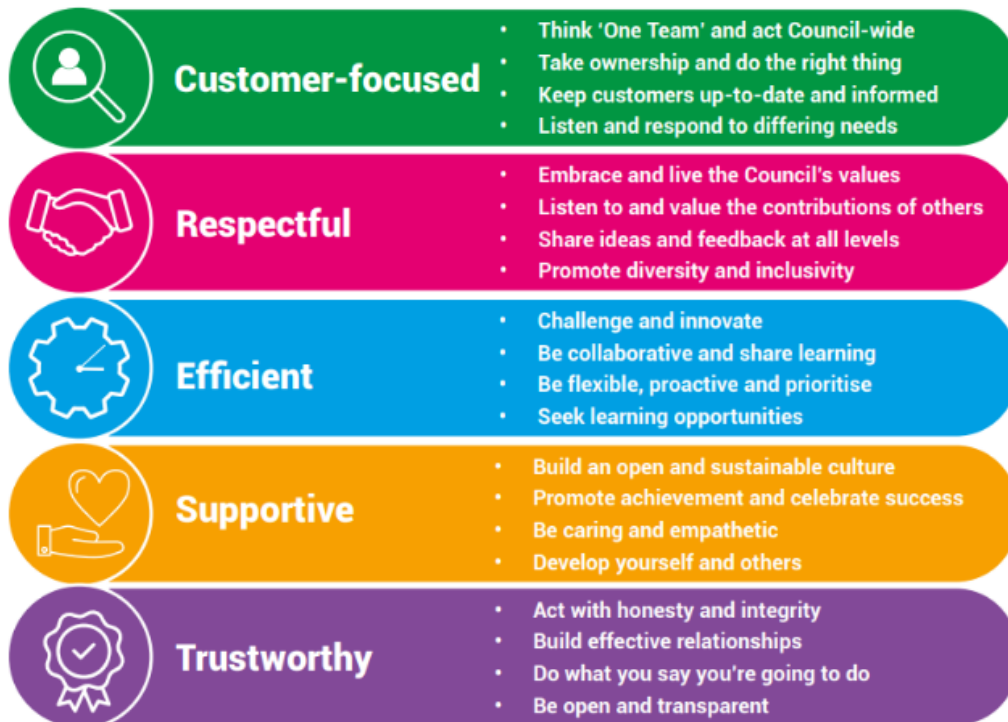 Customer-focused
• Think ‘One Team’ and act Council-wide
• Take ownership and do the right thing
• Keep customers up-to-date and informed
• Listen and respond to differing needs
Respectful
• Embrace and live the Council's values
• Listen to and value the contributions of others
• Share ideas and feedback at all levels
• Promote diversity and inclusivity
Efficient
• Challenge and innovate
• Be collaborative and share learning
• Be flexible, proactive and prioritise
• Seek learning opportunities
Supportive
• Build an open and sustainable culture
• Promote achievement and celebrate success
• Be caring and empathetic
• Develop yourself and others
Trustworthy
• Act with honesty and integrity
• Build effective relationships
• Do what you say you're going to do
• Be open and transparent